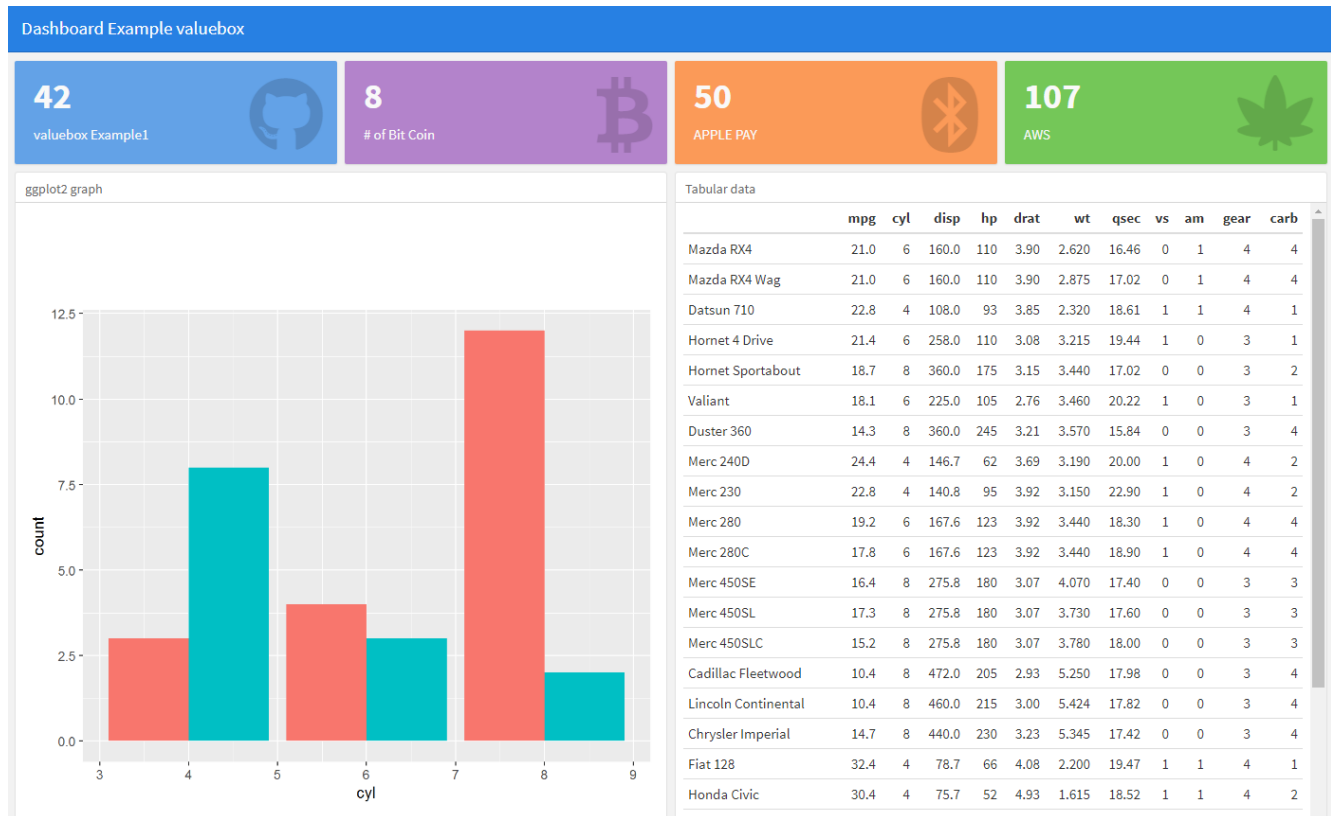 Dashboard Example valuebox
42
valuebox Example1
8
# of Bit Coin
50
APPLE PAY
107
AWS
ggplot2 graph
12.5
10.0
7.5
5.0
2.5
0.0
count
3 4 5 6 7 8 9
cyl
Tabular data
mpg cyl disp hp drat wt qsec vs am gear carb
Mazda RX4 21.0 6 160.0 110 3.90 2.620 16.46 0 1 4 4
Mazda RX4 Wag 21.0 6 160.0 110 3.90 2.875 17.02 0 1 4 4
Datsun 710 22.8 4 108.0 93 3.85 2.320 18.61 1 1 4 1
Hornet 4 Drive 21.4 6 258.0 110 3.08 3.215 19.44 1 0 3 1
Hornet Sportabout 18.7 8 360.0 175 3.15 3.440 17.02 0 0 3 2
Valiant 18.1 6 225.0 105 2.76 3.460 20.22 1 0 3 1
Duster 360 14.3 8 360.0 245 3.21 3.570 15.84 0 0 3 4
Merc 240D 24.4 4 146.7 62 3.69 3.190 20.00 1 0 4 2
Merc 230 22.8 4 140.8 95 3.92 3.150 22.90 1 0 4 2
Merc 280 19.2 6 167.6 123 3.92 3.440 18.30 1 0 4 4
Merc 280C 17.8 6 167.6 123 3.92 3.440 18.90 1 0 4 4
Merc 450SE 16.4 8 275.8 180 3.07 4.070 17.40 0 0 3 3
Merc 450SL 17.3 8 275.8 180 3.07 3.730 17.60 0 0 3 3
Merc 450SLC 15.2 8 275.8 180 3.07 3.780 18.00 0 0 3 3
Cadillac Fleetwood 10.4 8 472.0 205 2.93 5.250 17.98 0 0 3 4
Lincoln Continental 10.4 8 460.0 215 3.00 5.424 17.82 0 0 3 4
Chrysler Imperial 14.7 8 440.0 230 3.23 5.345 17.42 0 0 3 4
Fiat 128 32.4 4 78.7 66 4.08 2.200 19.47 1 1 4 1
Honda Civic 30.4 4 75.7 52 4.93 1.615 18.52 1 1 4 2